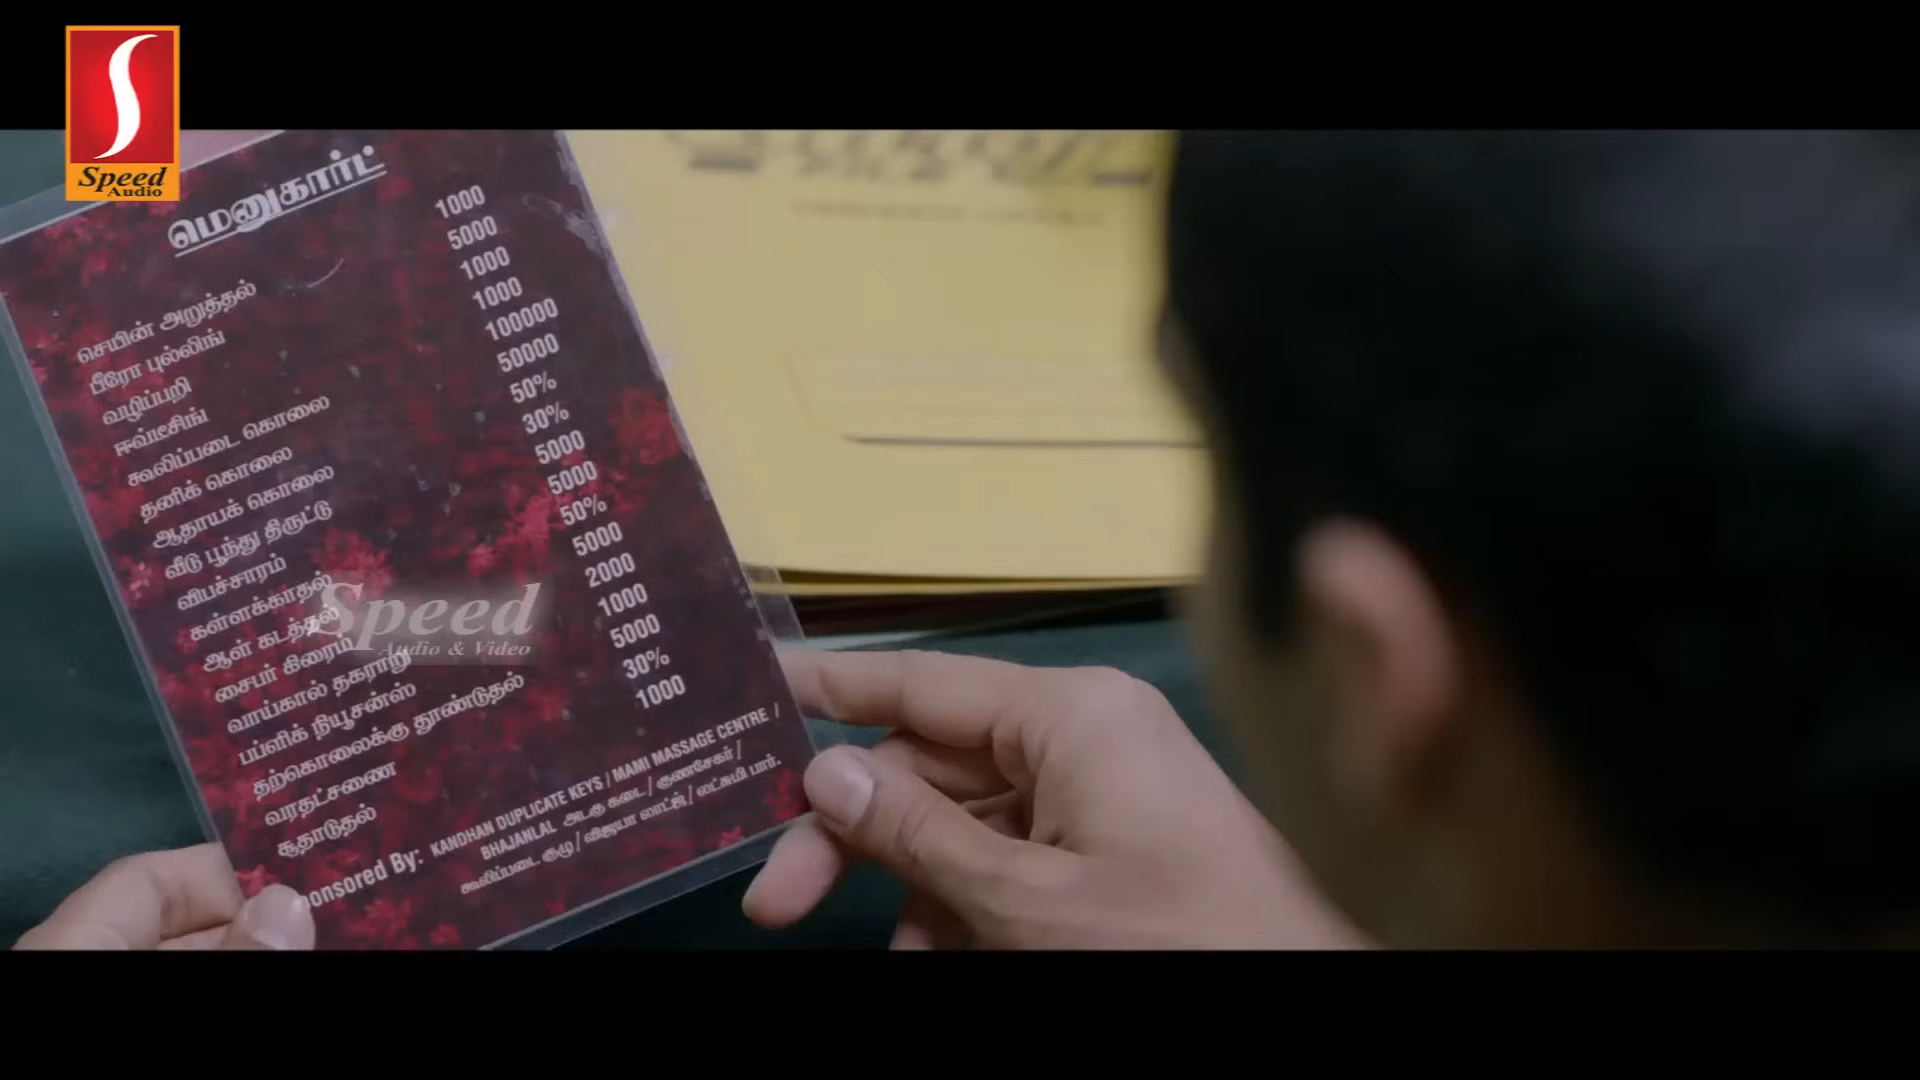 S
Speed
Audio
மெனுகார்ட்
செயின் அறுத்தல் 1000
பீரோ புல்லிங் 5000
வழிப்பறி 1000
ஈவ்டீசிங் 1000
கூலிப்படை கொலை 100000
தனிக் கொலை 50000
ஆதாயக் கொலை 50%
வீடு பூந்து திருட்டு 30%
விபச்சாரம் 5000
கள்ளக்காதல் 5000
ஆள் கடத்தல் 50%
சைபர் கிரைம் 5000
வாய்கால் தகராறு 2000
பப்ளிக் நியூசன்ஸ் 1000
தற்கொலைக்கு தூண்டுதல் 5000
வரதட்சணை 30%
சூதாடுதல் 1000
ponsored By: KANDHAN DUPLICATE KEYS / MAMI MASSAGE CENTRE /
BHAJANLAL அடகு கடை / குணசேகர் /
கூலிப்படை குழு / விஜயா லாட்ஜ் / லட்சுமி பார்.
Speed
Audio & Video